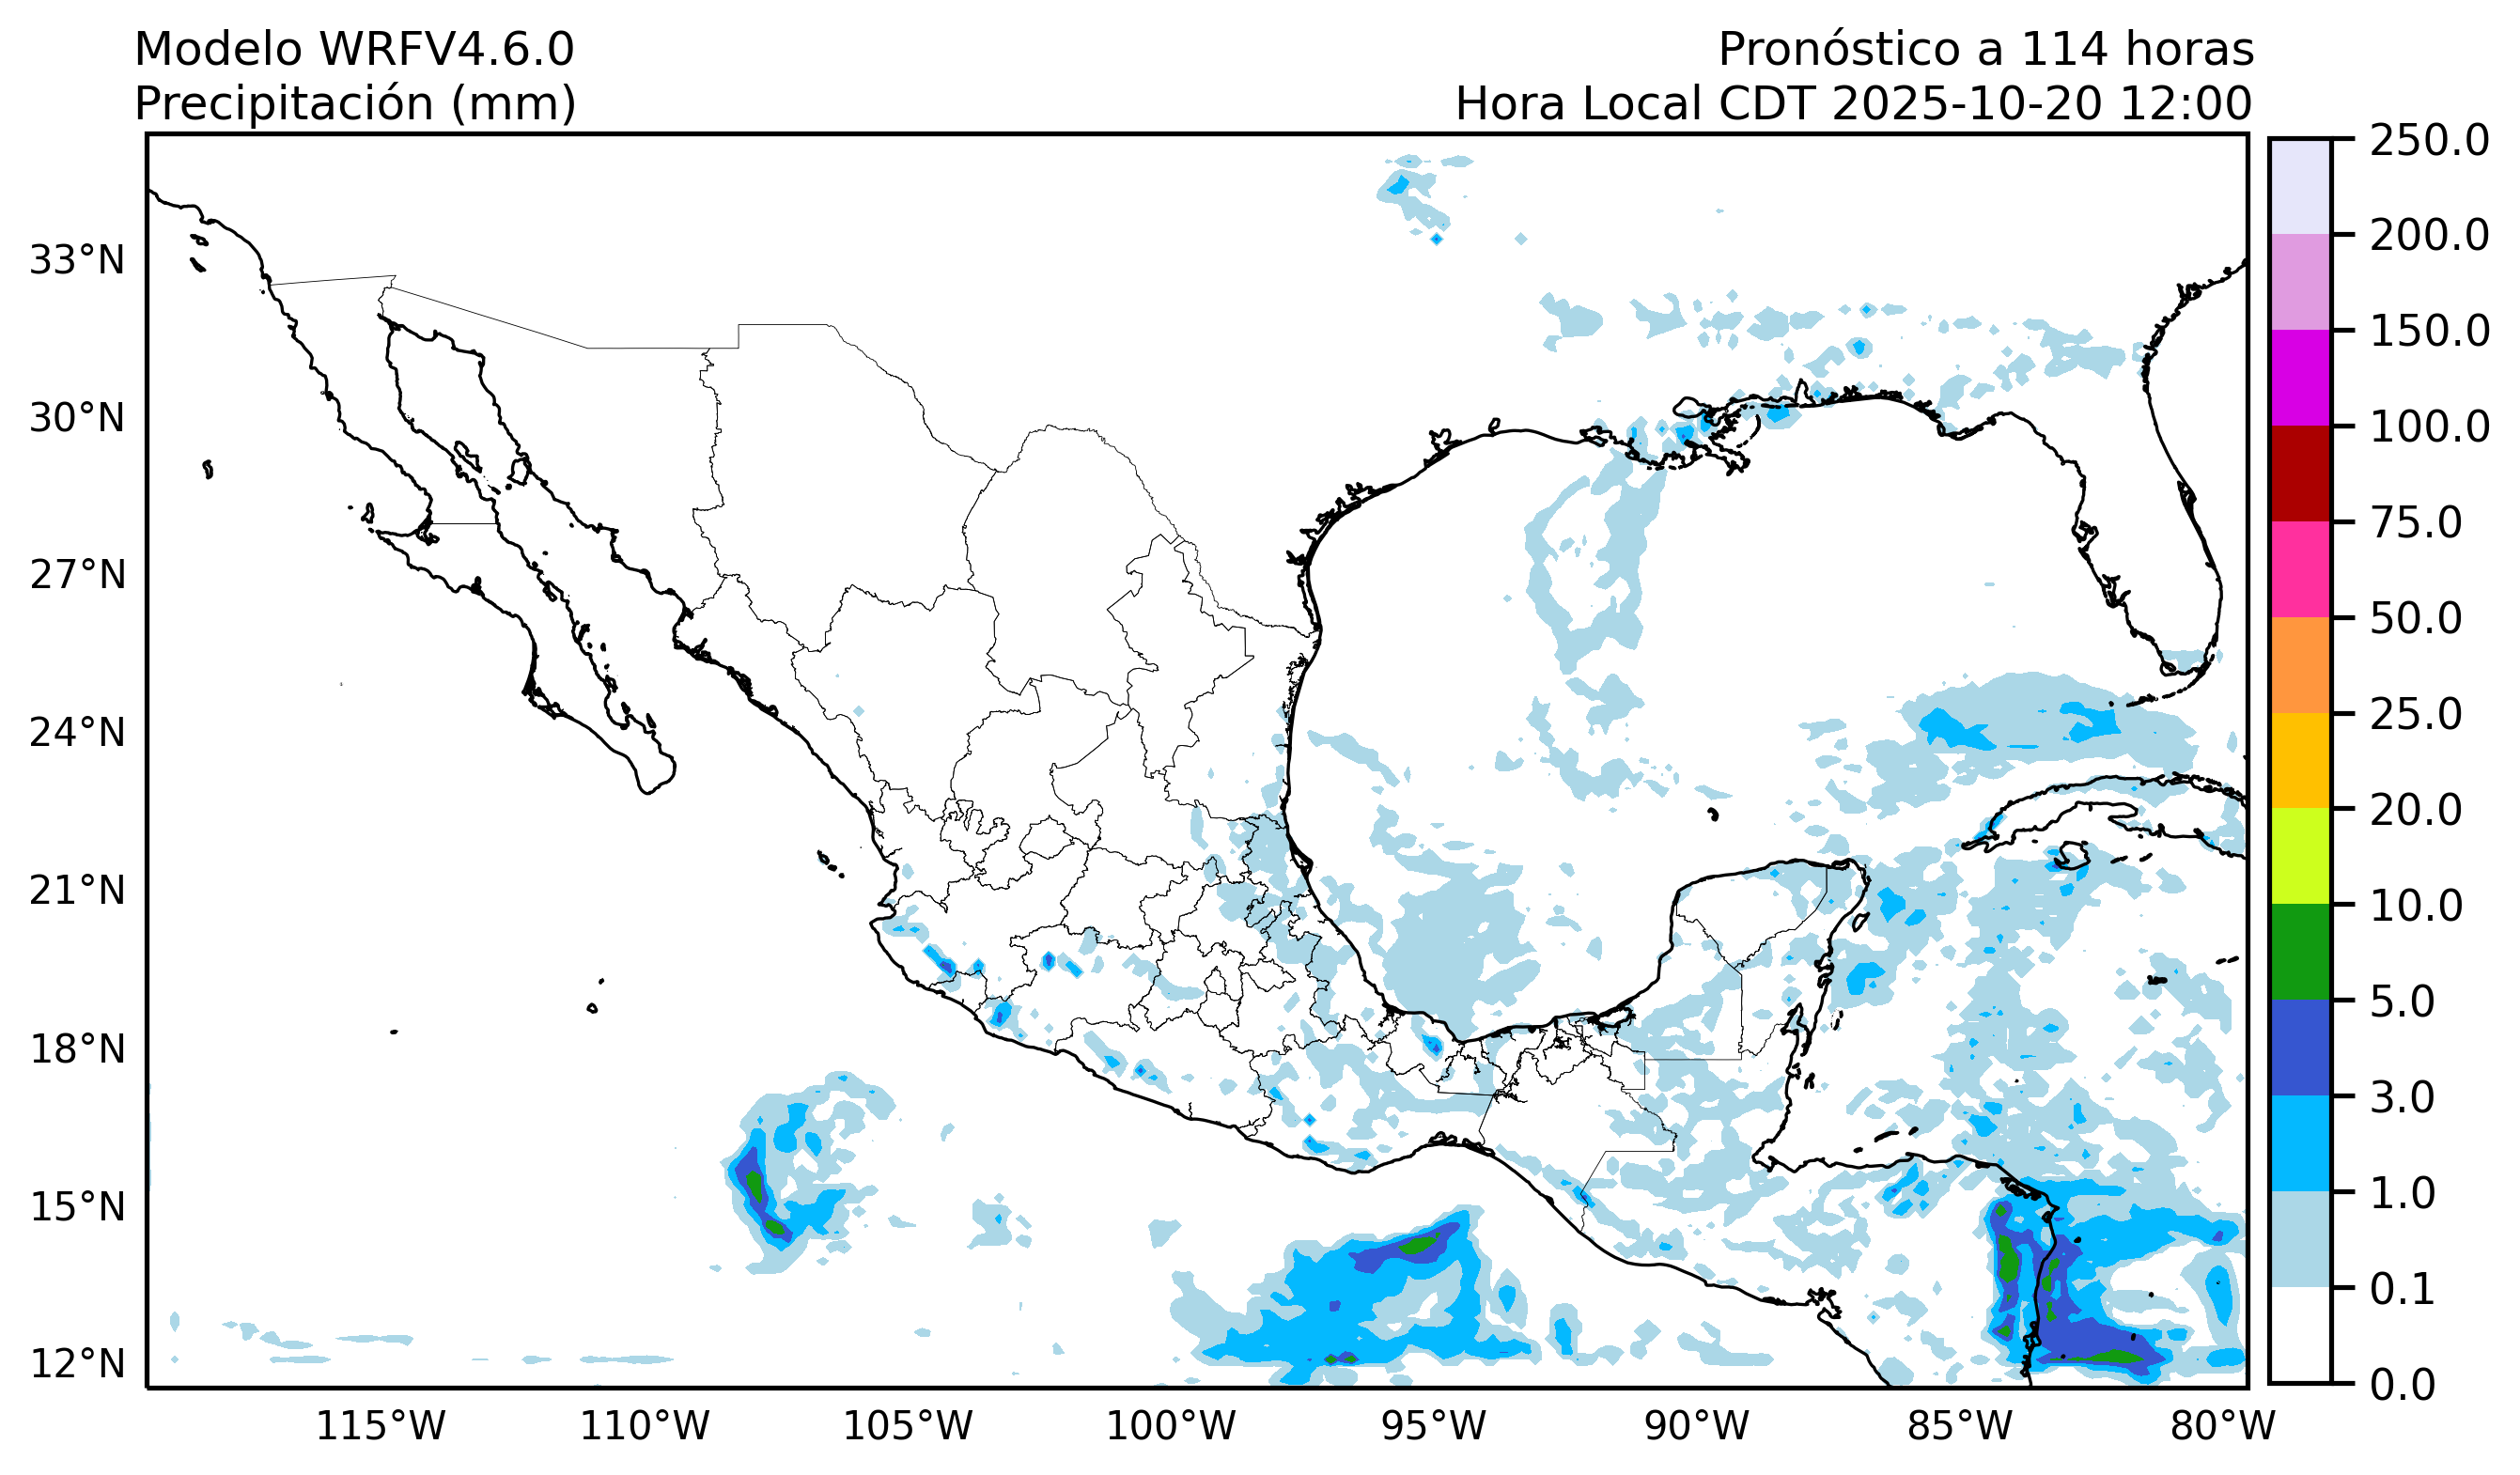 Modelo WRFV4.6.0
Precipitación (mm)
Pronóstico a 114 horas
Hora Local CDT 2025-10-20 12:00
33°N
30°N
27°N
24°N
21°N
18°N
15°N
12°N
115°W
110°W
105°W
100°W
95°W
90°W
85°W
80°W
250.0
200.0
150.0
100.0
75.0
50.0
25.0
20.0
10.0
5.0
3.0
1.0
0.1
0.0